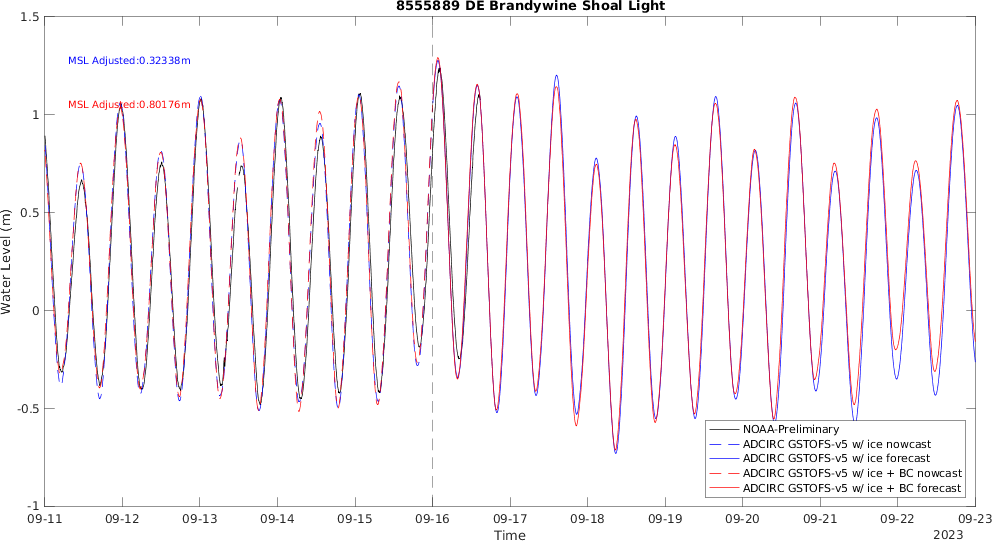 8555889 DE Brandywine Shoal Light
1.5
MSL Adjusted:0.32338m
MSL Adjusted:0.80176m
1
0.5
Water Level (m)
0
-0.5
NOAA-Preliminary
ADCIRC GSTOFS-v5 w/ ice nowcast
ADCIRC GSTOFS-v5 w/ ice forecast
ADCIRC GSTOFS-v5 w/ ice + BC nowcast
ADCIRC GSTOFS-v5 w/ ice + BC forecast
-1
09-11 09-12 09-13 09-14 09-15 09-16 09-17 09-18 09-19 09-20 09-21 09-22 09-23
Time
2023